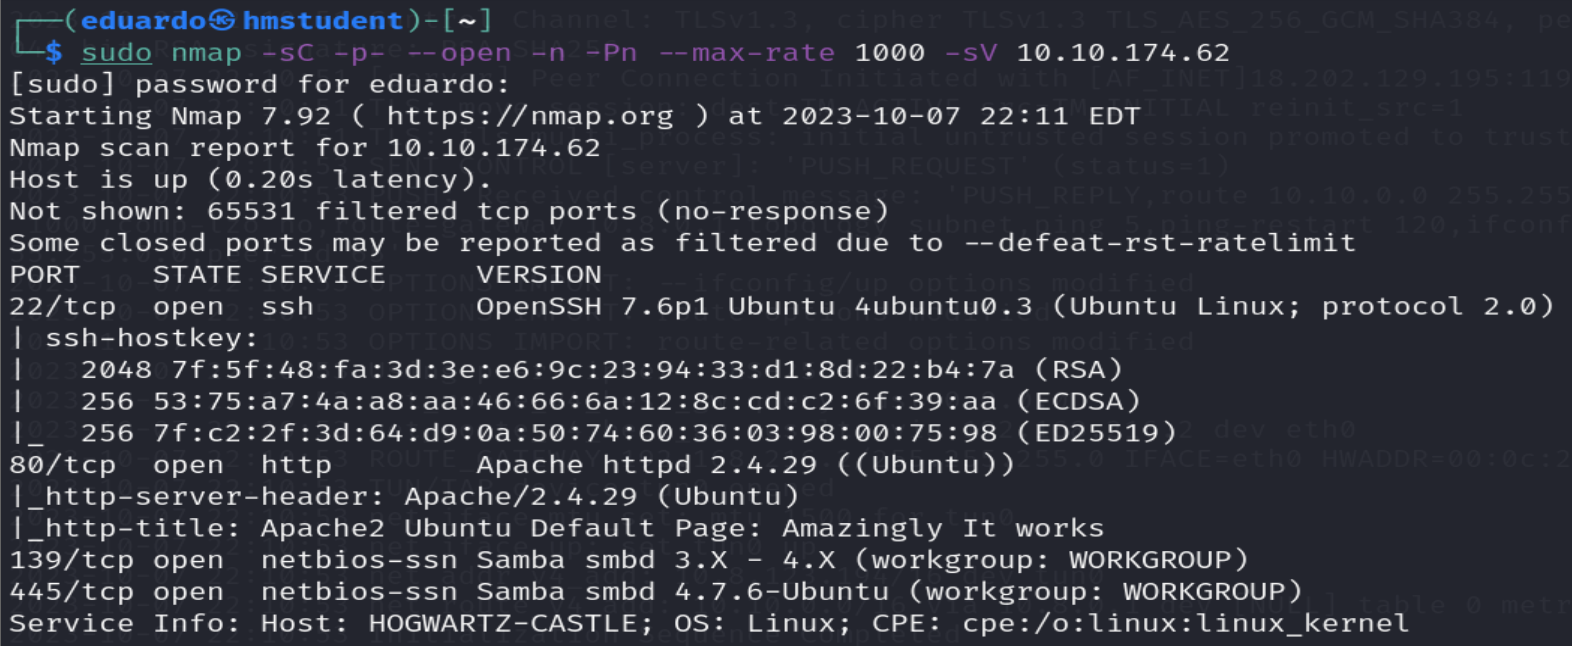 ┌──(eduardo㉿hmstudent)-[~]
└─$ sudo nmap -sC -p- --open -n -Pn --max-rate 1000 -sV 10.10.174.62
[sudo] password for eduardo:
Starting Nmap 7.92 ( https://nmap.org ) at 2023-10-07 22:11 EDT
Nmap scan report for 10.10.174.62
Host is up (0.20s latency).
Not shown: 65531 filtered tcp ports (no-response)
Some closed ports may be reported as filtered due to --defeat-rst-ratelimit
PORT    STATE SERVICE     VERSION
22/tcp  open  ssh         OpenSSH 7.6p1 Ubuntu 4ubuntu0.3 (Ubuntu Linux; protocol 2.0)
| ssh-hostkey:
|   2048 7f:5f:48:fa:3d:3e:e6:9c:23:94:33:d1:8d:22:b4:7a (RSA)
|   256 53:75:a7:4a:a8:aa:46:66:6a:12:8c:cd:c2:6f:39:aa (ECDSA)
|_  256 7f:c2:2f:3d:64:d9:0a:50:74:60:36:03:98:00:75:98 (ED25519)
80/tcp  open  http        Apache httpd 2.4.29 ((Ubuntu))
|_http-server-header: Apache/2.4.29 (Ubuntu)
|_http-title: Apache2 Ubuntu Default Page: Amazingly It works
139/tcp open  netbios-ssn Samba smbd 3.X - 4.X (workgroup: WORKGROUP)
445/tcp open  netbios-ssn Samba smbd 4.7.6-Ubuntu (workgroup: WORKGROUP)
Service Info: Host: HOGWARTZ-CASTLE; OS: Linux; CPE: cpe:/o:linux:linux_kernel